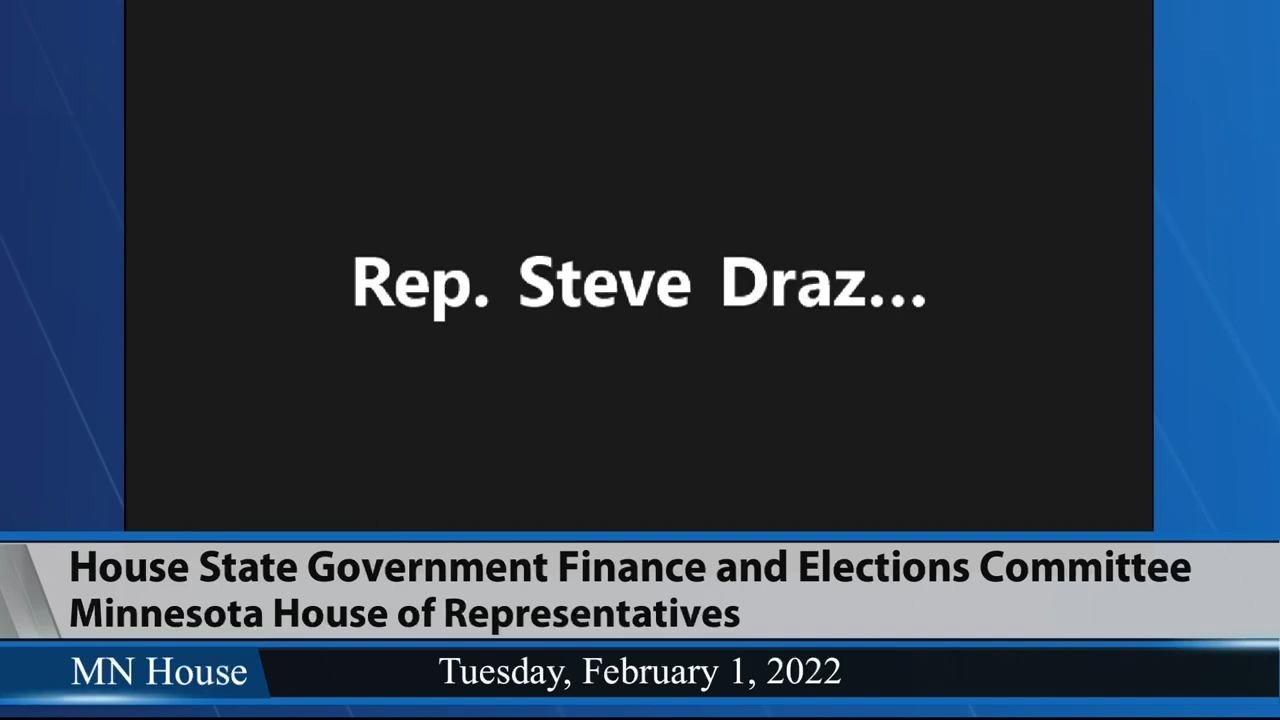 Rep. Steve Draz...
House State Government Finance and Elections Committee
Minnesota House of Representatives
MN House
Tuesday, February 1, 2022